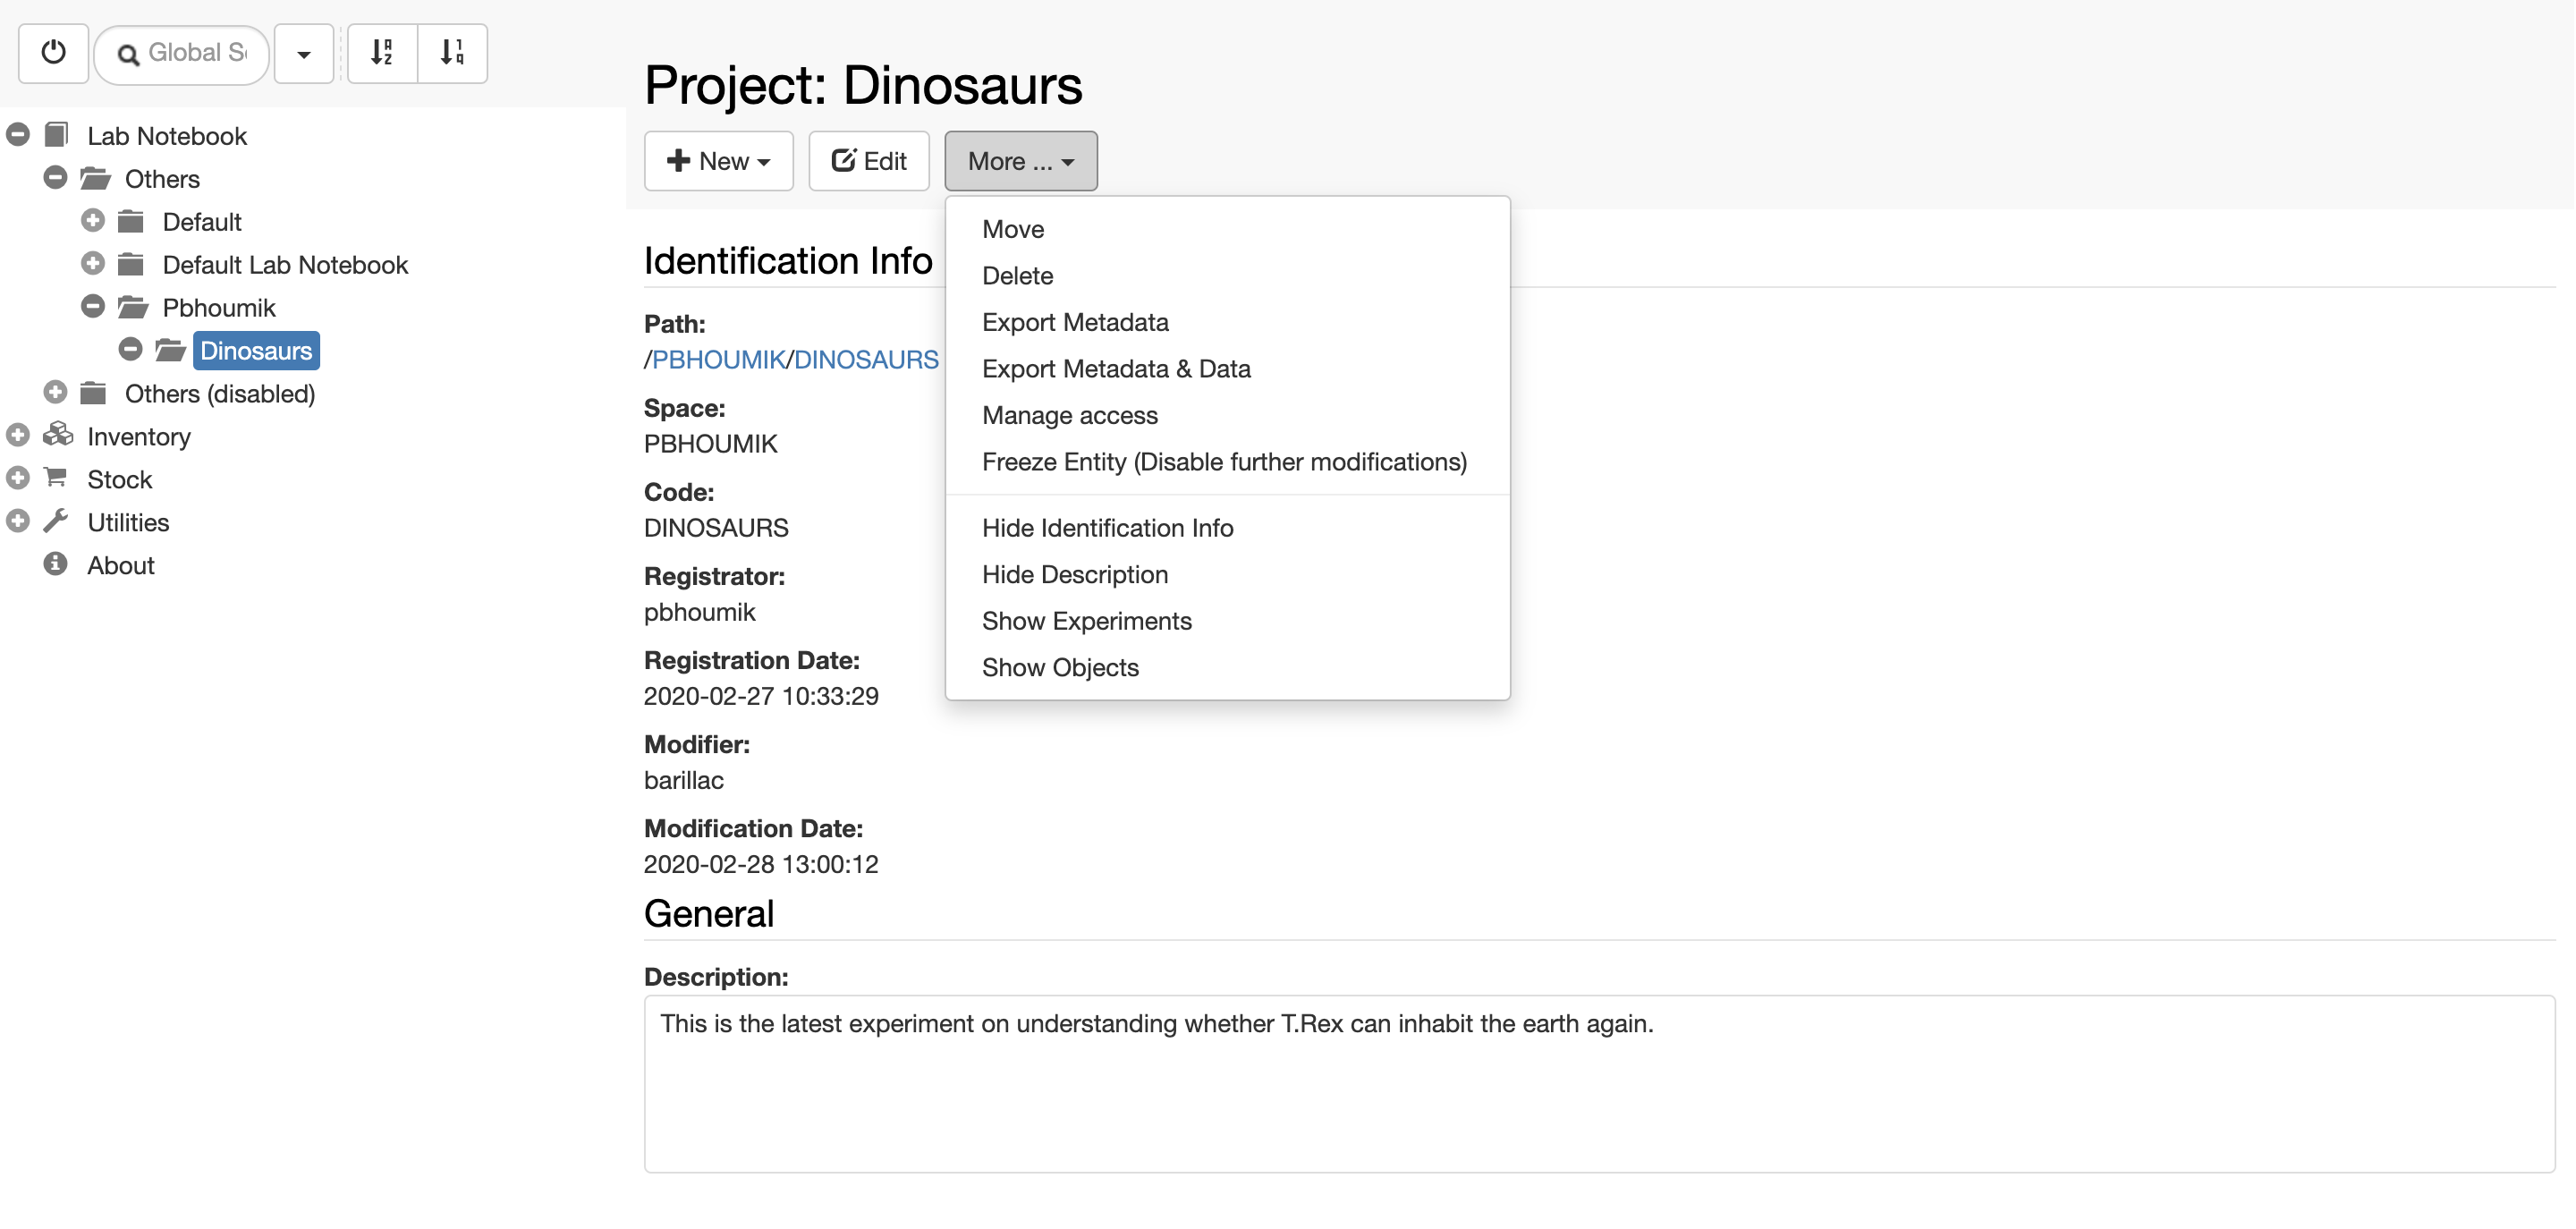 Global S
Project: Dinosaurs
New
Edit
More ...
Lab Notebook
Others
Default
Default Lab Notebook
Pbhoumik
Dinosaurs
Others (disabled)
Inventory
Stock
Utilities
About
Move
Delete
Export Metadata
Export Metadata & Data
Manage access
Freeze Entity (Disable further modifications)
Hide Identification Info
Hide Description
Show Experiments
Show Objects
Identification Info
Path:
/PBHOUMIK/DINOSAURS
Space:
PBHOUMIK
Code:
DINOSAURS
Registrator:
pbhoumik
Registration Date:
2020-02-27 10:33:29
Modifier:
barillac
Modification Date:
2020-02-28 13:00:12
General
Description:
This is the latest experiment on understanding whether T.Rex can inhabit the earth again.